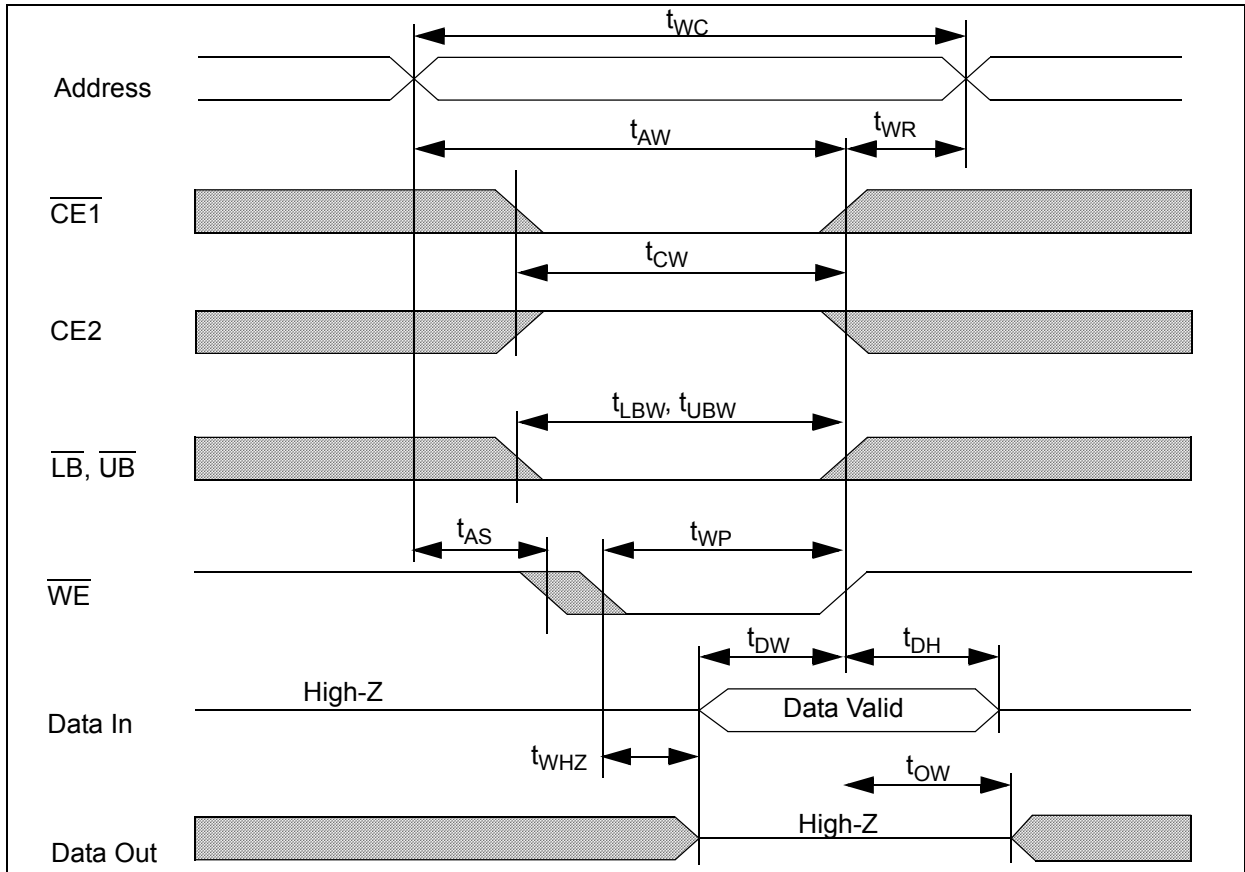 tWC
Address
tAW
tWR
CE1
tCW
CE2
tLBW, tUBW
LB, UB
tAS
tWP
WE
tDW
tDH
High-Z
Data Valid
Data In
tWHZ
tOW
High-Z
Data Out